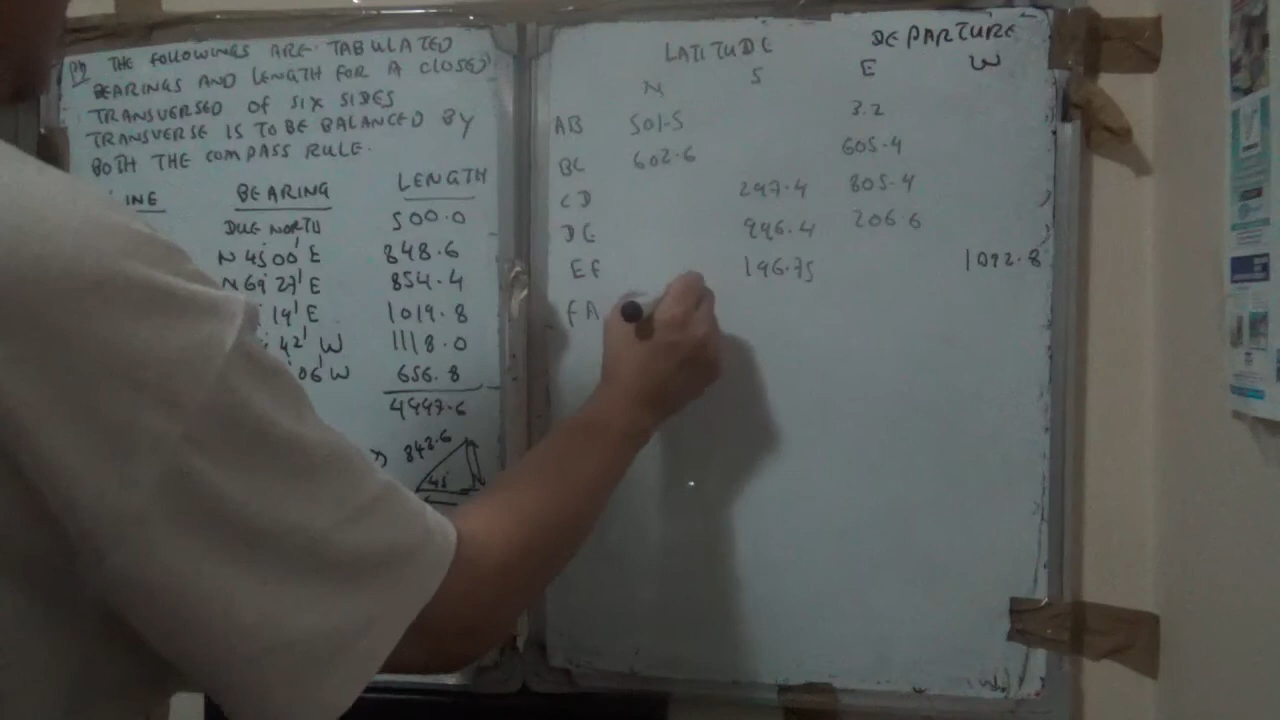 THE FOLLOWINGS ARE TABULATED
BEARINGS AND LENGTH FOR A CLOSED
TRANSVERSED OF SIX SIDES
TRANSVERSE IS TO BE BALANCED BY
BOTH THE COMPASS RULE.
INE BEARING LENGTH
DUE NORTH 500.0
N 45 00' E 848.6
N 69 27' E 854.4
19' E 1019.8
42' W 1118.0
06' W 656.8
4997.6
848.6
45
LATITUDE DEPARTURE
N S E W
AB 501.5 3.2
BC 602.6 605.4
CD 297.4 805.4
DE 996.4 206.6
EF 196.75 1092.8
FA